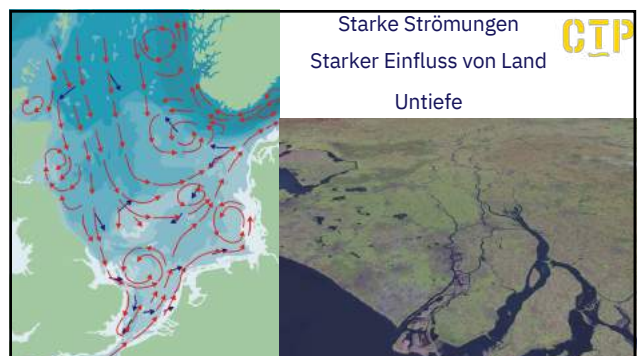 Starke Strömungen
CTP
Starker Einfluss von Land
Untiefe